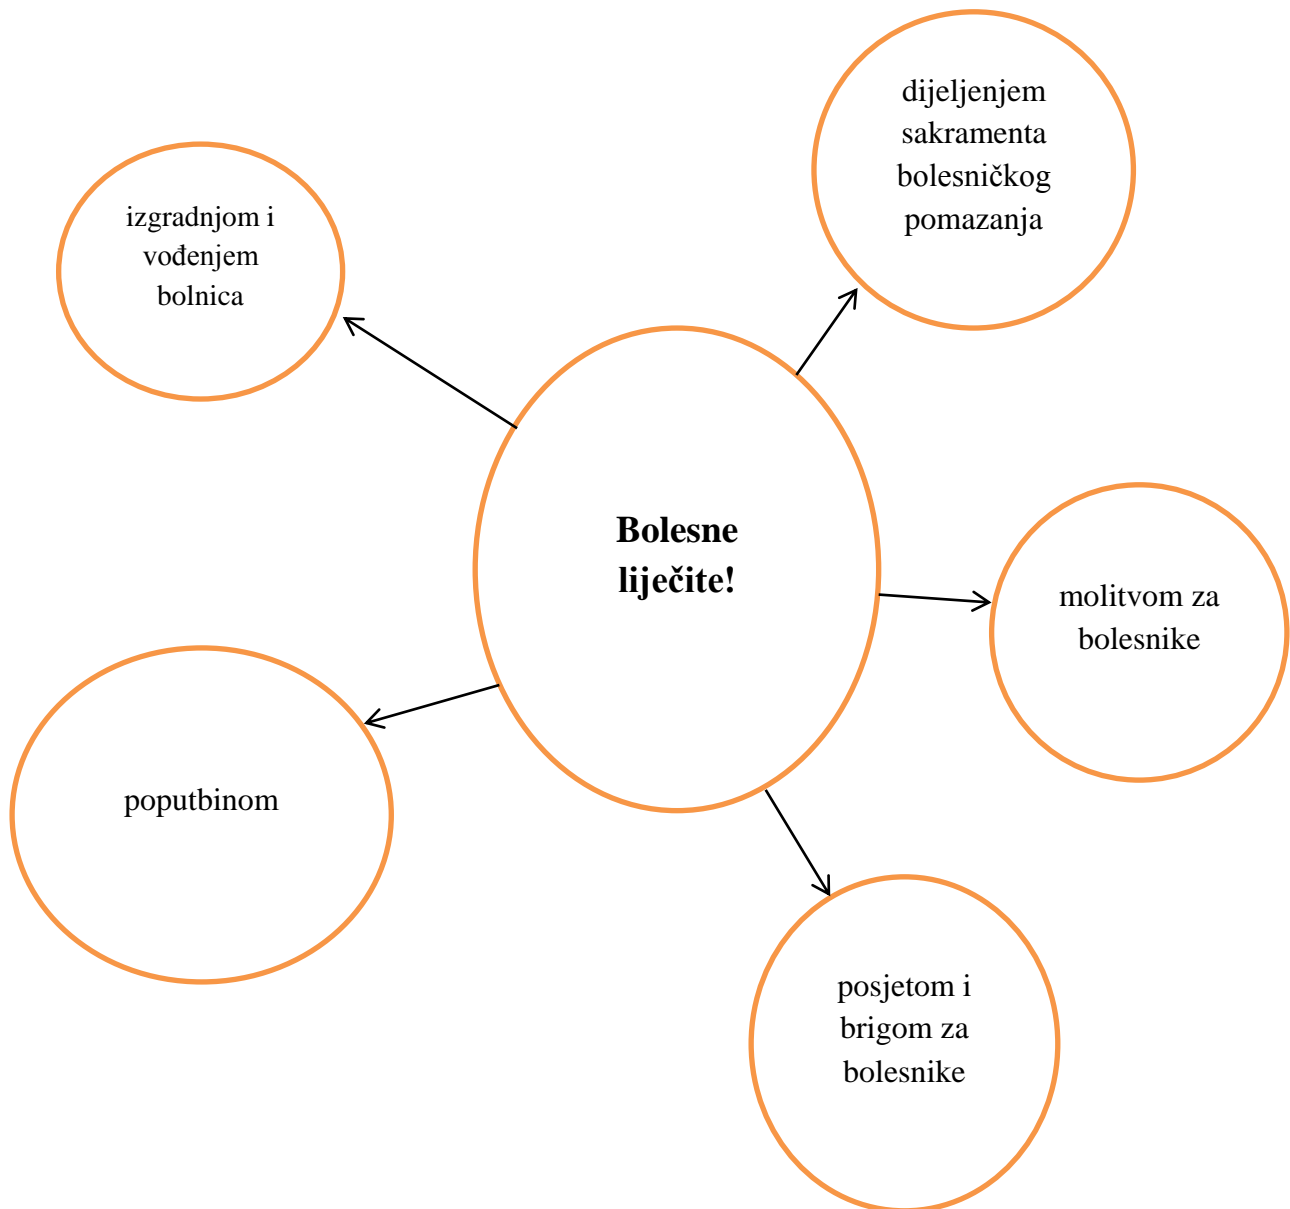 dijeljenjem
sakramenta
bolesničkog
pomazanja
izgradnjom i
vođenjem
bolnica
Bolesne
liječite!
molitvom za
bolesnike
poputbinom
posjetom i
brigom za
bolesnike